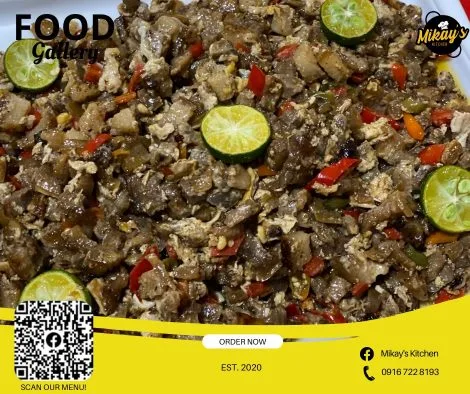 FOOD
Gallery
Mikay's
KITCHEN
ORDER NOW
EST. 2020
Mikay's Kitchen
0916 722 8193
SCAN OUR MENU!